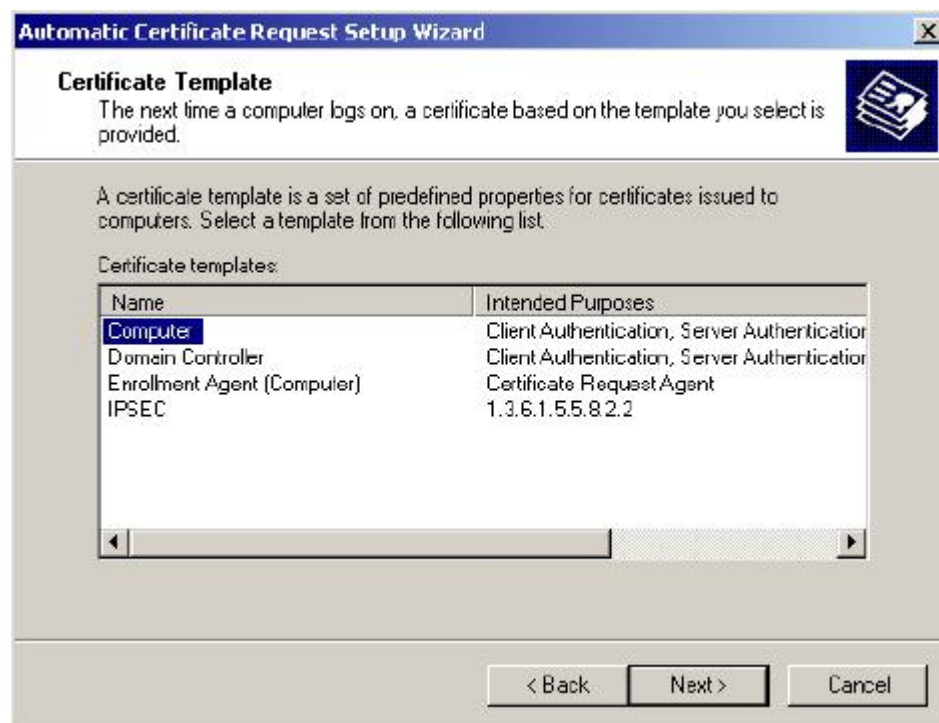 Automatic Certificate Request Setup Wizard
Certificate Template
The next time a computer logs on, a certificate based on the template you select is
provided.
A certificate template is a set of predefined properties for certificates issued to
computers. Select a template from the following list.
Certificate templates:
Name Intended Purposes
Computer Client Authentication, Server Authentication
Domain Controller Client Authentication, Server Authentication
Enrollment Agent (Computer) Certificate Request Agent
IPSEC 1.3.6.1.5.5.8.2.2
< Back Next > Cancel